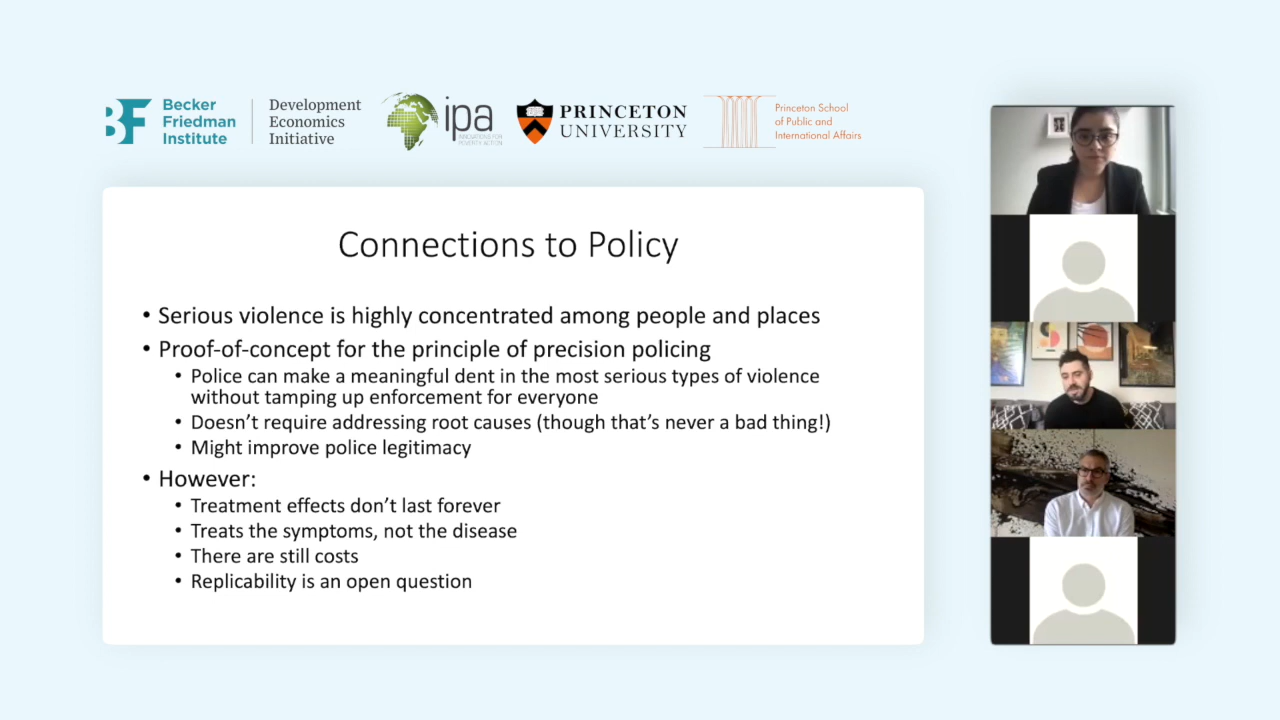 Becker
Friedman
Institute
Development
Economics
Initiative
ipa
INNOVATIONS FOR
POVERTY ACTION
PRINCETON
UNIVERSITY
Princeton School
of Public and
International Affairs
Connections to Policy
• Serious violence is highly concentrated among people and places
• Proof-of-concept for the principle of precision policing
• Police can make a meaningful dent in the most serious types of violence
without tamping up enforcement for everyone
• Doesn't require addressing root causes (though that's never a bad thing!)
• Might improve police legitimacy
• However:
• Treatment effects don't last forever
• Treats the symptoms, not the disease
• There are still costs
• Replicability is an open question